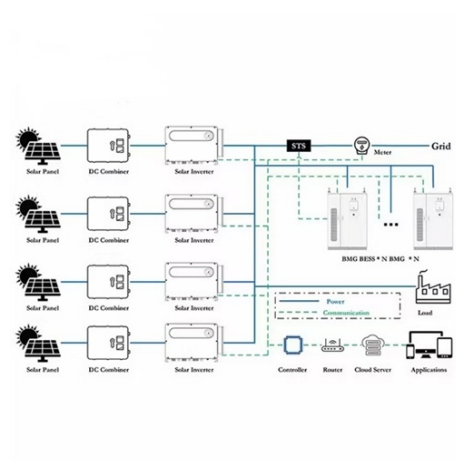 STS
Meter
Grid
Solar Panel
DC Combiner
Solar Inverter
BMG BESS * N BMG * N
Solar Panel
DC Combiner
Solar Inverter
Solar Panel
DC Combiner
Solar Inverter
Power
Communication
Load
Solar Panel
DC Combiner
Solar Inverter
Controller
Router
Cloud Server
Applications